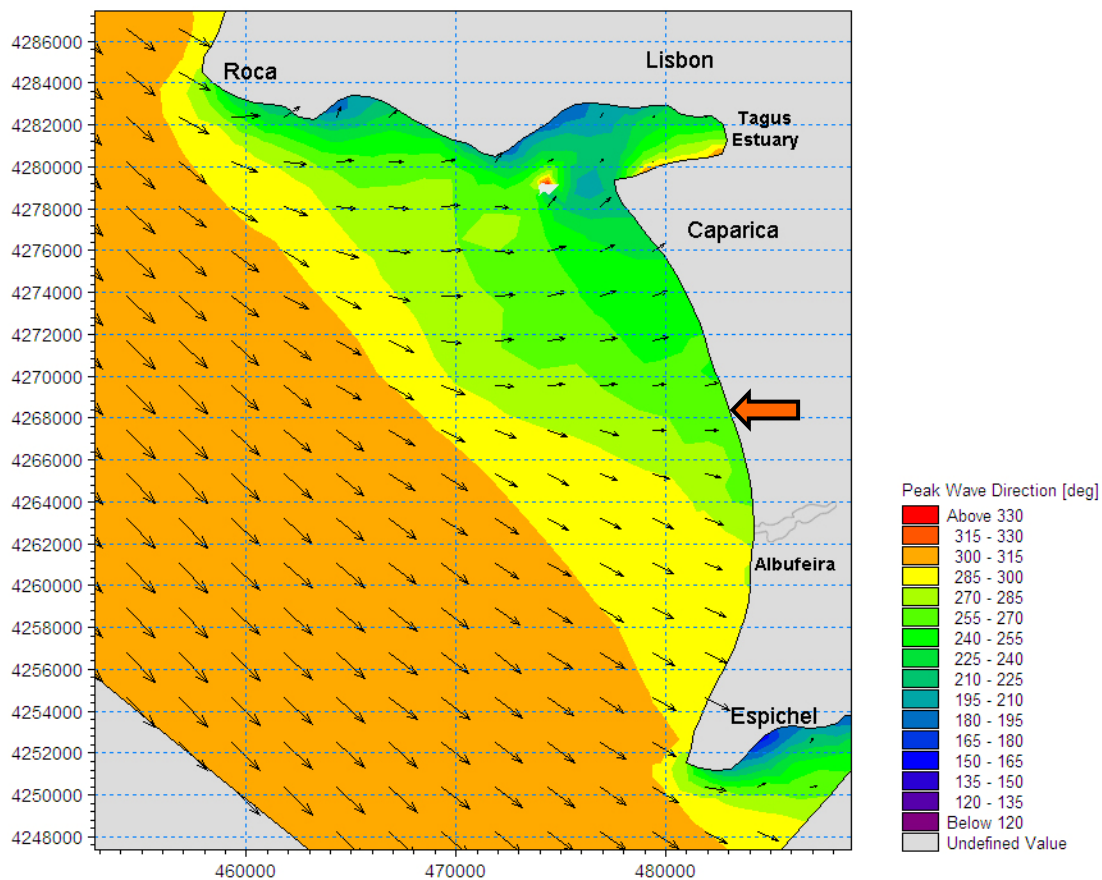 4286000
4284000
4282000
4280000
4278000
4276000
4274000
4272000
4270000
4268000
4266000
4264000
4262000
4260000
4258000
4256000
4254000
4252000
4250000
4248000
460000
470000
480000
Roca
Lisbon
Tagus
Estuary
Caparica
Albufeira
Espichel
Peak Wave Direction [deg]
Above 330
315 - 330
300 - 315
285 - 300
270 - 285
255 - 270
240 - 255
225 - 240
210 - 225
195 - 210
180 - 195
165 - 180
150 - 165
135 - 150
120 - 135
Below 120
Undefined Value